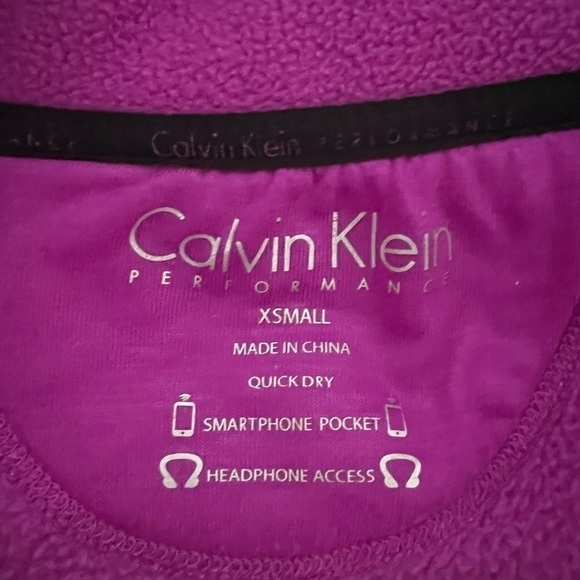 Calvin Klein PERFORMANCE
Calvin Klein
PERFORMANCE
XSMALL
MADE IN CHINA
QUICK DRY
SMARTPHONE POCKET
HEADPHONE ACCESS